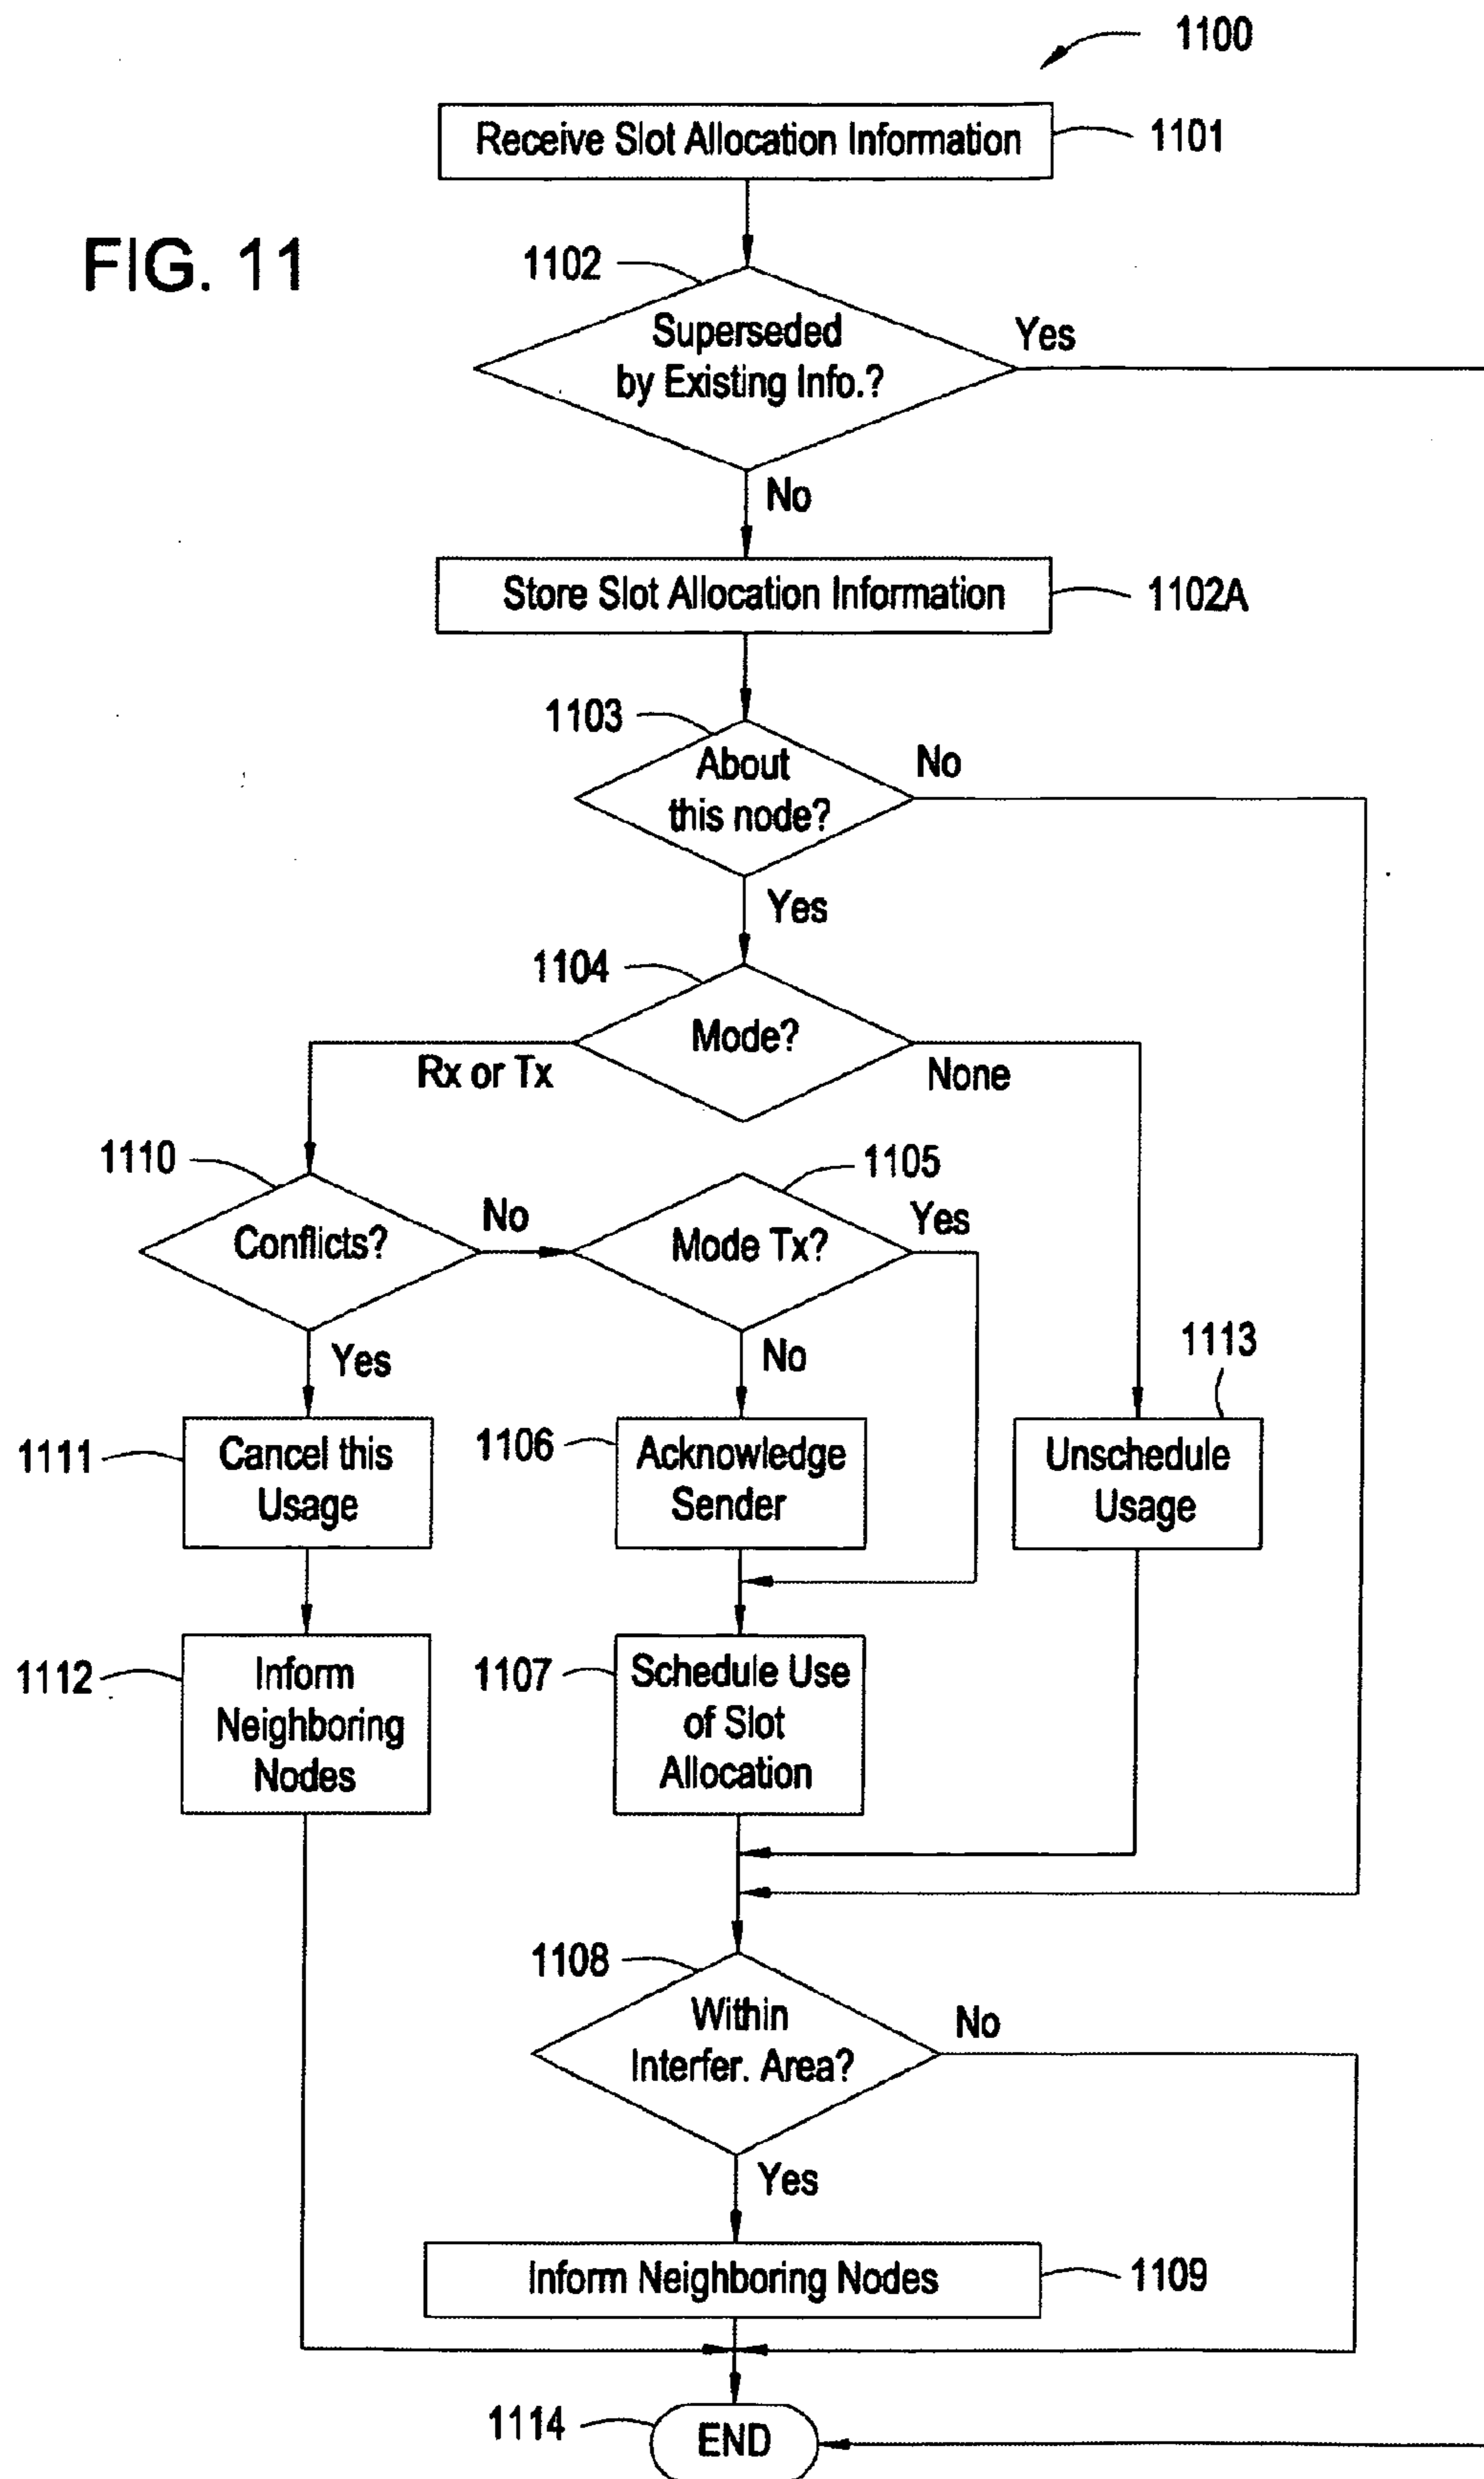 1100
Receive Slot Allocation Information
1101
FIG. 11
1102
Superseded
by Existing Info.?
Yes
No
Store Slot Allocation Information
1102A
1103
About
this node?
No
Yes
1104
Mode?
Rx or Tx
None
1110
Conflicts?
No
1105
Mode Tx?
Yes
Yes
No
1113
1111
Cancel this
Usage
1106
Acknowledge
Sender
Unschedule
Usage
1112
Inform
Neighboring
Nodes
1107
Schedule Use
of Slot
Allocation
1108
Within
Interfer. Area?
No
Yes
Inform Neighboring Nodes
1109
1114
END